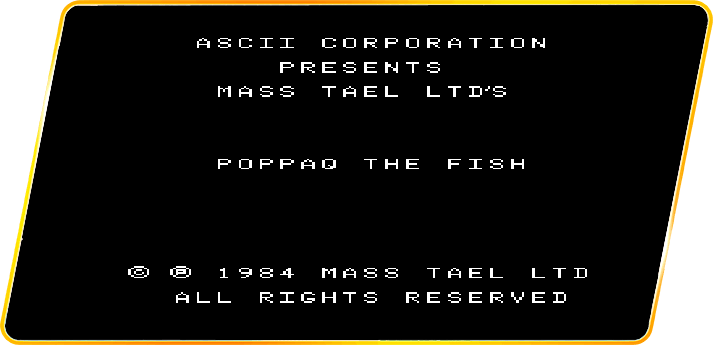 ASCII CORPORATION
PRESENTS
MASS TAEL LTD'S
POPPAQ THE FISH
© ℗ 1984 MASS TAEL LTD
ALL RIGHTS RESERVED